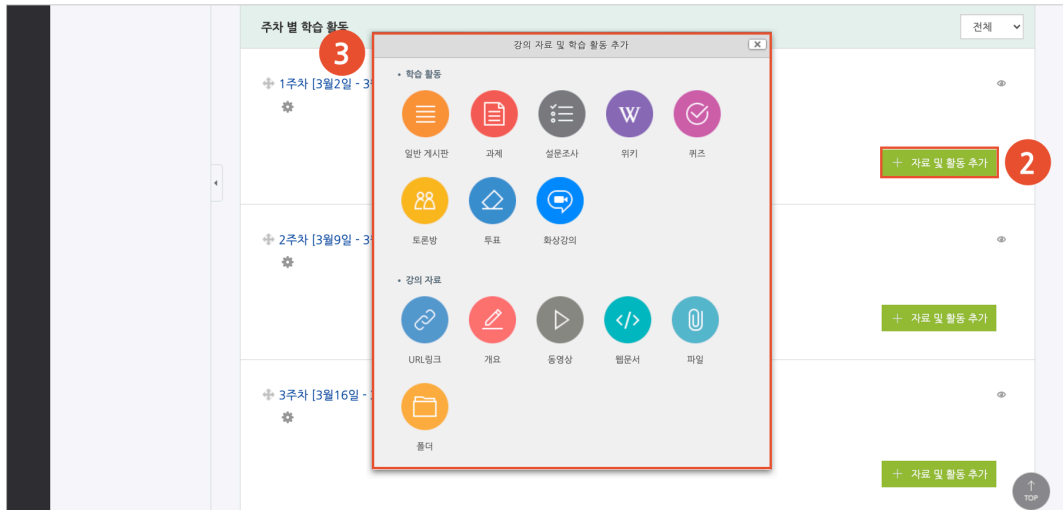 주차 별 학습 활동
전체
3
강의 자료 및 학습 활동 추가
x
1주차 [3월2일 - 3
• 학습 활동
W
일반 게시판 과제 설문조사 위키 퀴즈
+ 자료 및 활동 추가
2
토론방 투표 화상강의
2주차 [3월9일 - 3
• 강의 자료
</>
URL링크 개요 동영상 웹문서 파일
+ 자료 및 활동 추가
3주차 [3월16일 -
폴더
+ 자료 및 활동 추가
TOP